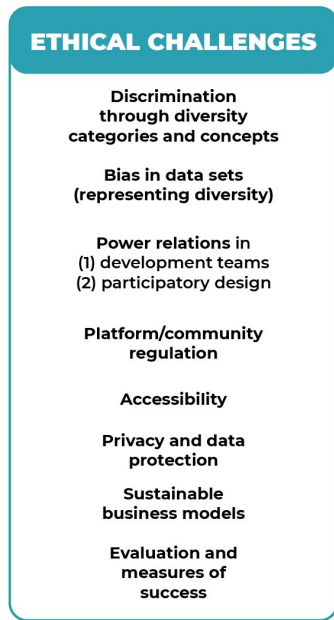 ETHICAL CHALLENGES
Discrimination
through diversity
categories and concepts
Bias in data sets
(representing diversity)
Power relations in
(1) development teams
(2) participatory design
Platform/community
regulation
Accessibility
Privacy and data
protection
Sustainable
business models
Evaluation and
measures of
success